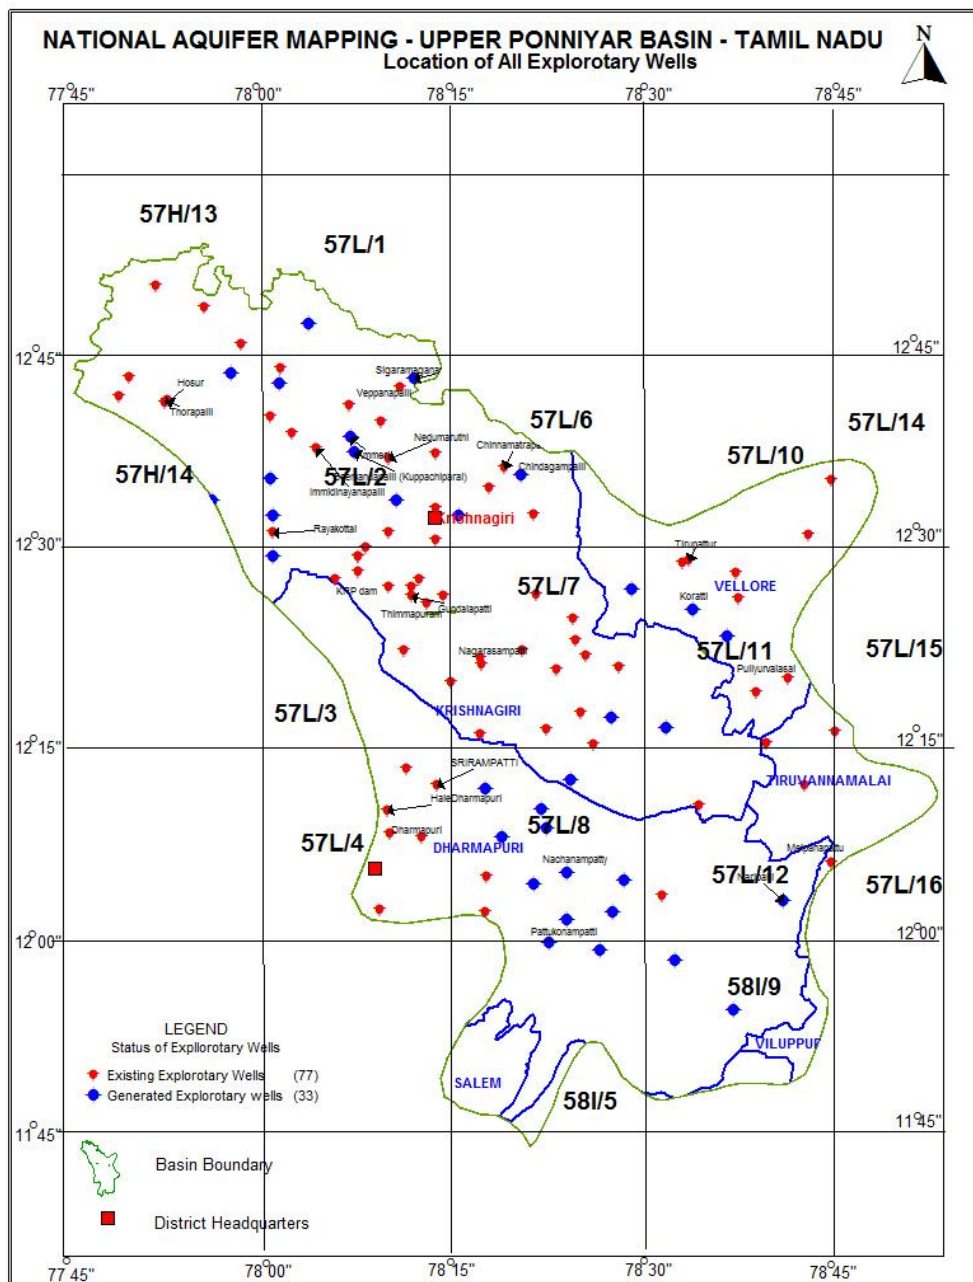 NATIONAL AQUIFER MAPPING - UPPER PONNIYAR BASIN - TAMIL NADU
Location of All Explorotary Wells
N
77°45" 78°00" 78°15" 78°30" 78°45"
57H/13
57L/1
12°45" 12°45"
Sigaramagana
Hosur
Veppanapalli
Thorapalli
57L/6
57L/14
Nedumaruthi
Chinnamatrapa
57L/10
Chindagampalli
57H/14
57L/2
(Kuppachiparai)
Immidinayanapalli
Krishnagiri
Rayakottai
12°30" 12°30"
Tirupattur
57L/7
VELLORE
KRP dam
Koratti
Thimmapuram
Gundalapatti
57L/11
57L/15
Nagarasampatti
Puliyurvalasai
57L/3
KRISHNAGIRI
12°15" 12°15"
SRIRAMPATTI
TIRUVANNAMALAI
HaleDharmapuri
57L/8
Dharmapuri
57L/4
DHARMAPURI
Nachanampatty
57L/12
57L/16
Naripalli
Pattukonampatti
12°00" 12°00"
58I/9
LEGEND
Status of Expllorotary Wells
VILUPPUR
Existing Explorotary Wells (77)
SALEM
Generated Explorotary wells (33)
58I/5
11°45" 11°45"
Basin Boundary
District Headquarters
77°45" 78°00" 78°15" 78°30" 78°45"